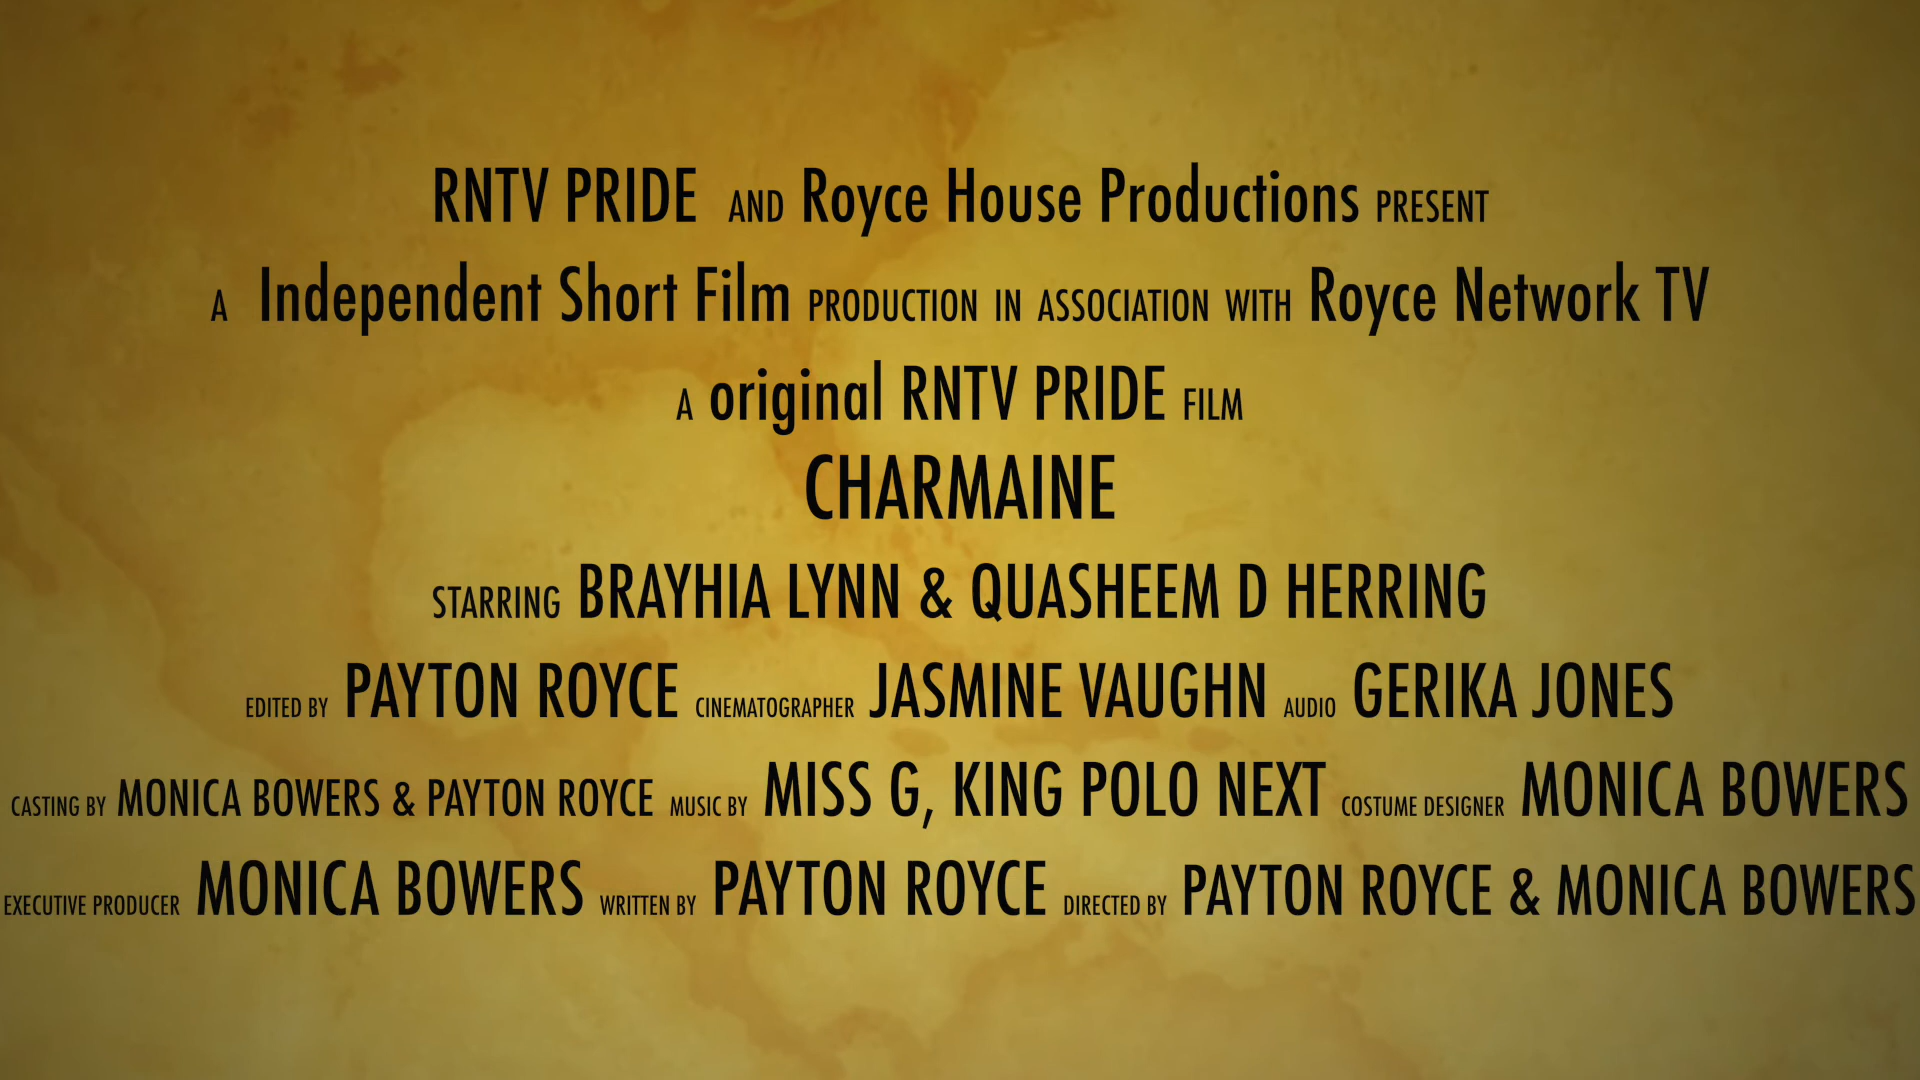 RNTV PRIDE AND Royce House Productions PRESENT
A Independent Short Film PRODUCTION IN ASSOCIATION WITH Royce Network TV
A original RNTV PRIDE FILM
CHARMAINE
STARRING BRAYHIA LYNN & QUASHEEM D HERRING
EDITED BY PAYTON ROYCE CINEMATOGRAPHER JASMINE VAUGHN AUDIO GERIKA JONES
CASTING BY MONICA BOWERS & PAYTON ROYCE MUSIC BY MISS G, KING POLO NEXT COSTUME DESIGNER MONICA BOWERS
EXECUTIVE PRODUCER MONICA BOWERS WRITTEN BY PAYTON ROYCE DIRECTED BY PAYTON ROYCE & MONICA BOWERS